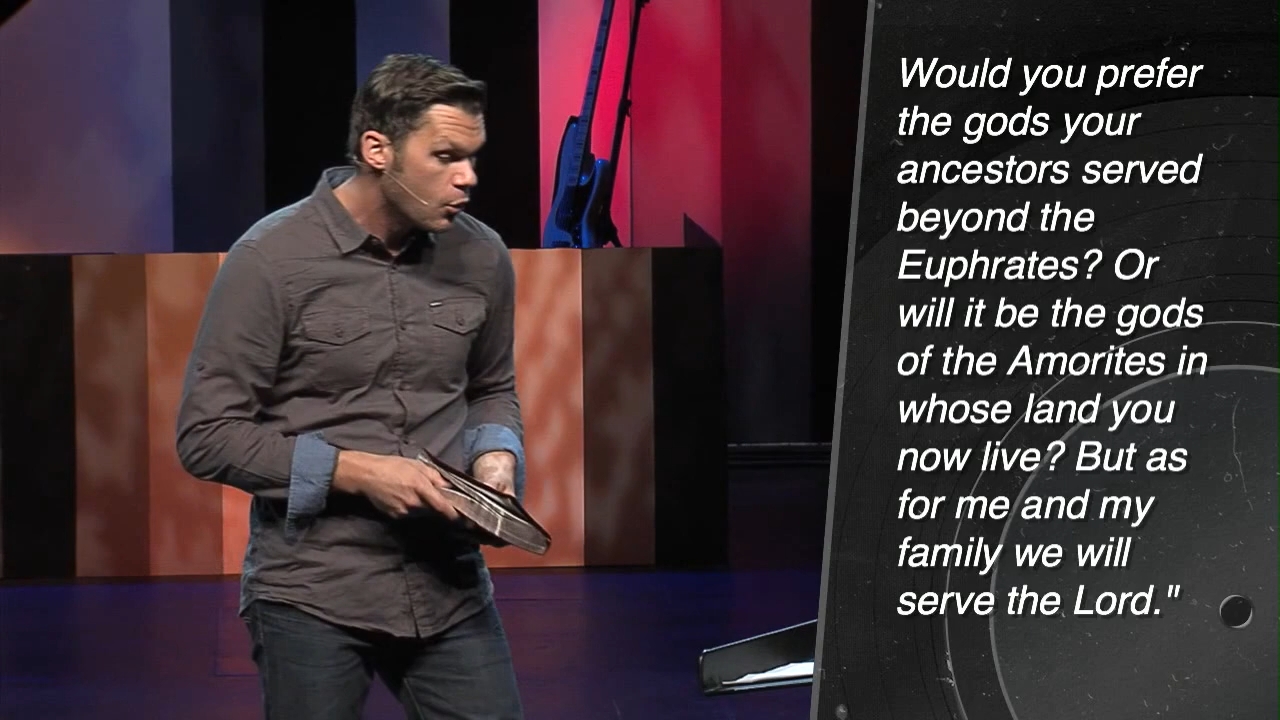 Would you prefer
the gods your
ancestors served
beyond the
Euphrates? Or
will it be the gods
of the Amorites in
whose land you
now live? But as
for me and my
family we will
serve the Lord."